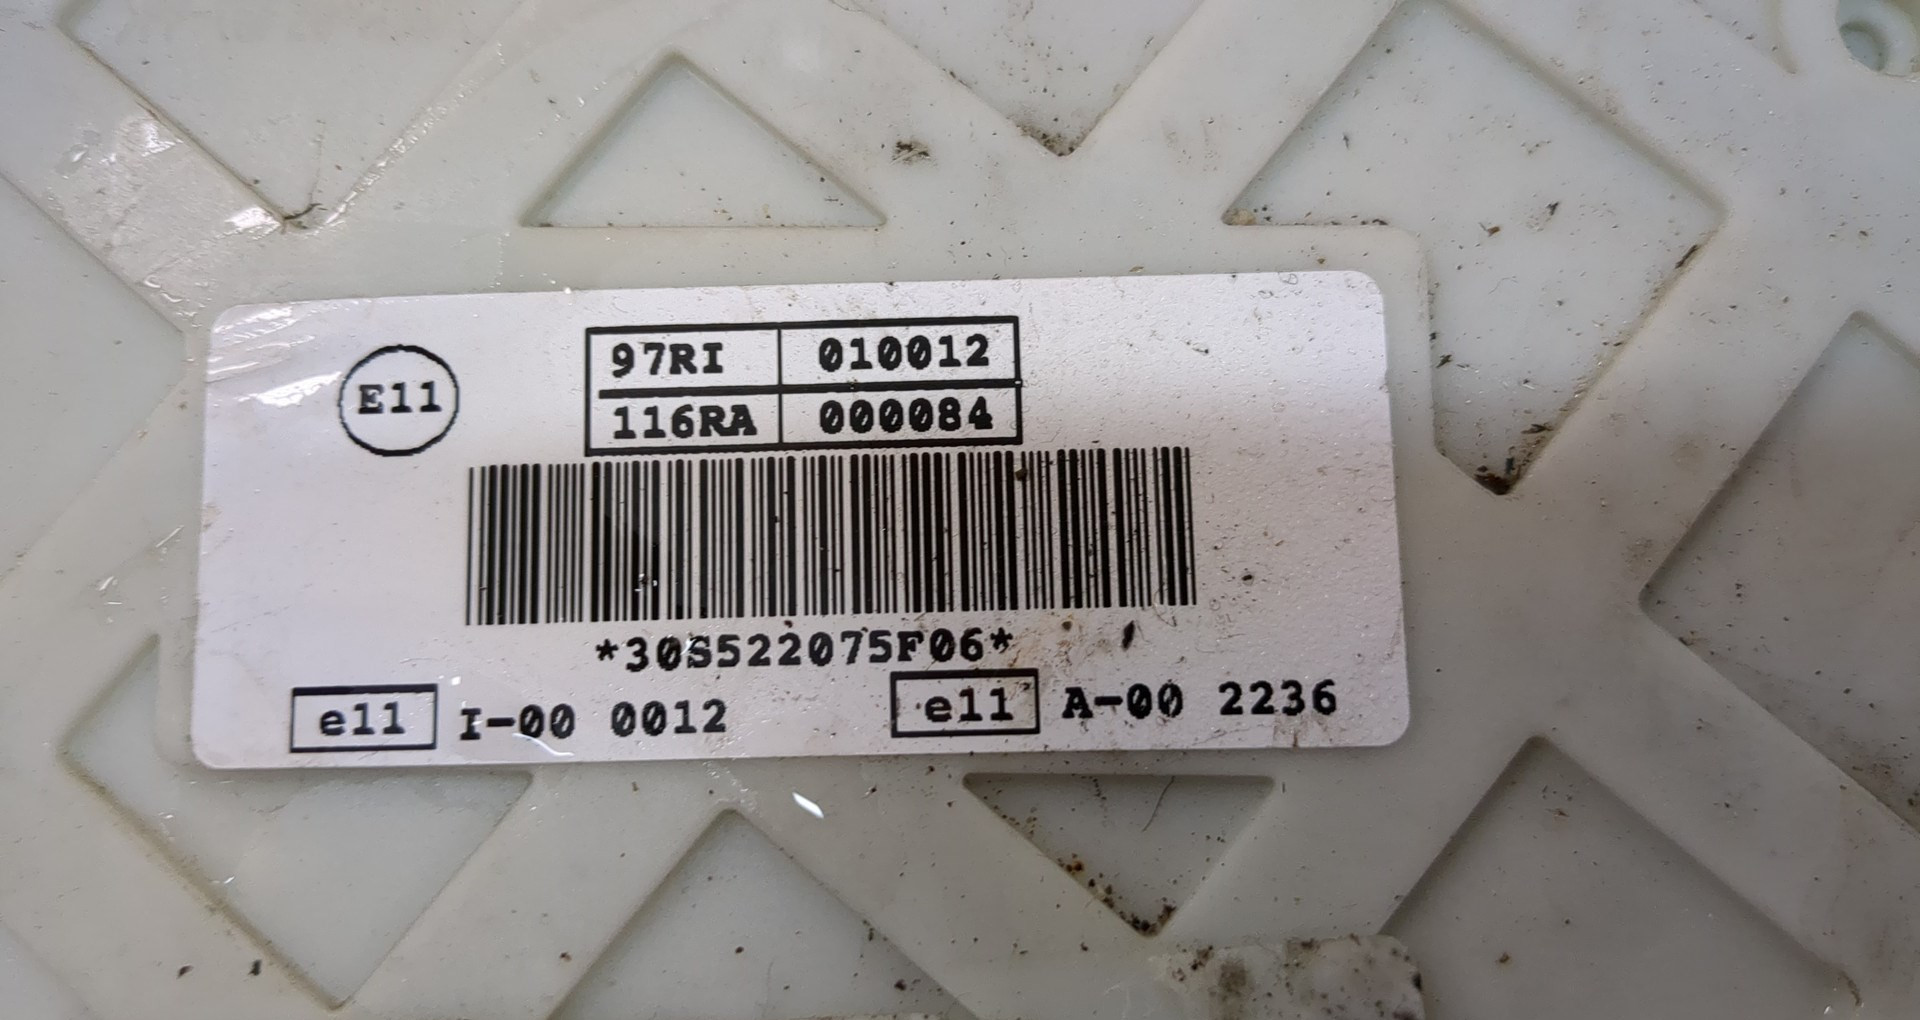 E11
97RI 010012
116RA 000084
*30S522075F06*
e11 I-00 0012 e11 A-00 2236